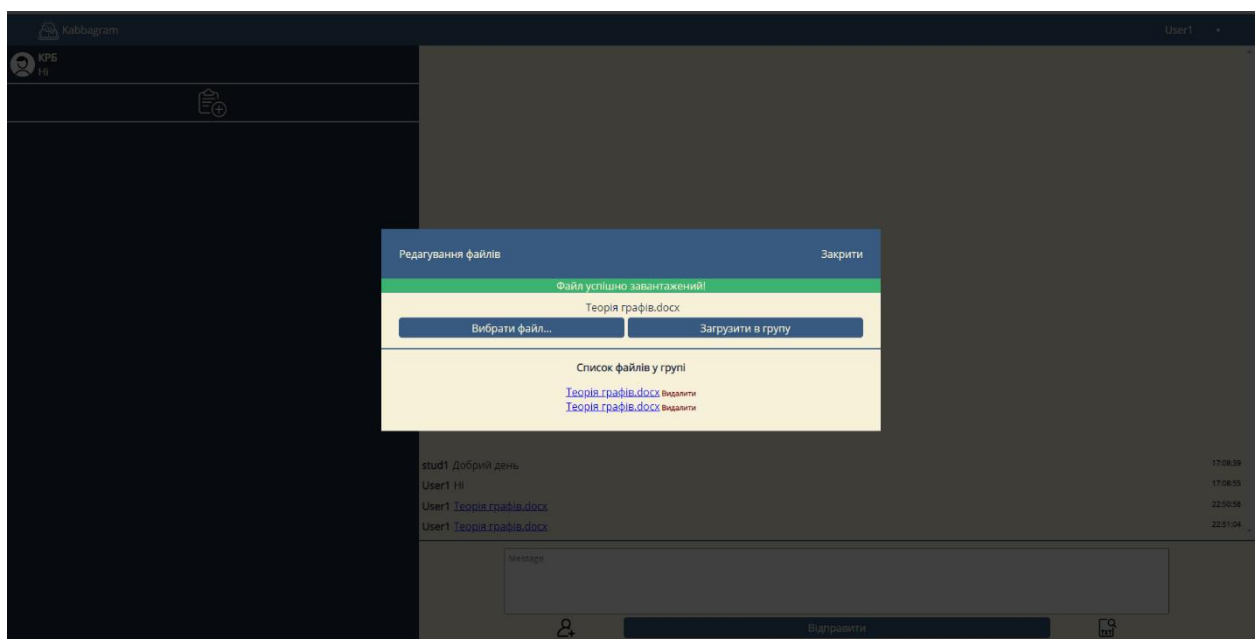 Kabbagram
User1
КРБ
Hi
Редагування файлів
Закрити
Файл успішно завантажений!
Теорія графів.docx
Вибрати файл...
Загрузити в групу
Список файлів у групі
Теорія графів.docx Видалити
Теорія графів.docx Видалити
stud1 Добрий день 17:08:39
User1 Hi 17:08:55
User1 Теорія графів.docx 22:50:58
User1 Теорія графів.docx 22:51:04
Message
Відправити
TXT